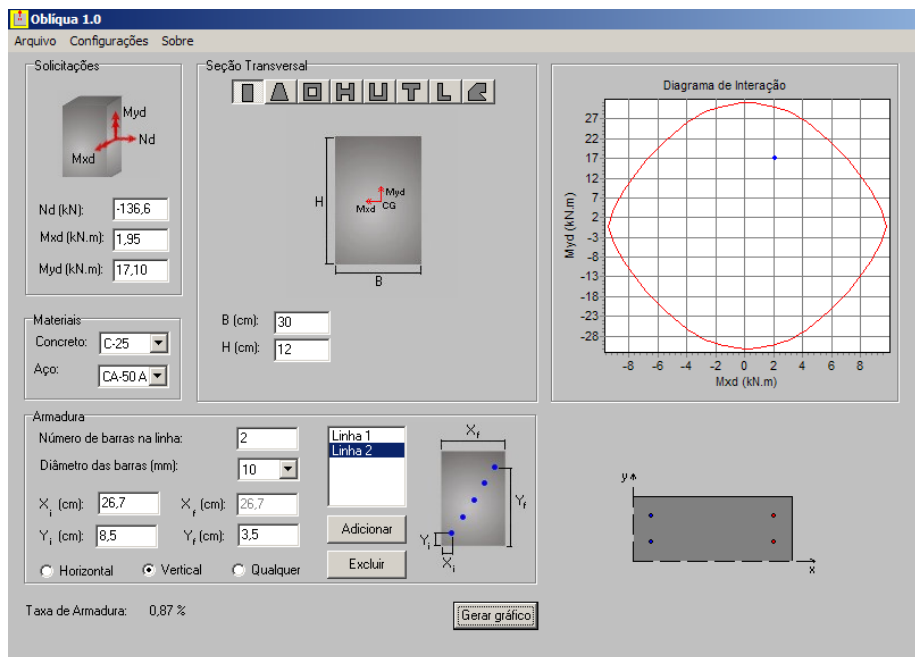 Oblíqua 1.0
Arquivo Configurações Sobre
Solicitações
Myd
Nd
Mxd
Nd (kN): -136,6
Mxd (kN.m): 1,95
Myd (kN.m): 17,10
Materiais
Concreto: C-25
Aço: CA-50 A
Seção Transversal
H
Myd
Mxd CG
B
B (cm): 30
H (cm): 12
Diagrama de Interação
Myd (kN.m)
27
22
17
12
7
2
-3
-8
-13
-18
-23
-28
-8 -6 -4 -2 0 2 4 6 8
Mxd (kN.m)
Armadura
Número de barras na linha: 2
Diâmetro das barras (mm): 10
Xi (cm): 26,7 Xf (cm): 26,7
Yi (cm): 8,5 Yf (cm): 3,5
Horizontal Vertical Qualquer
Linha 1
Linha 2
Adicionar
Excluir
Xf
Yf
Yi
Xi
y
x
Taxa de Armadura: 0,87 %
Gerar gráfico